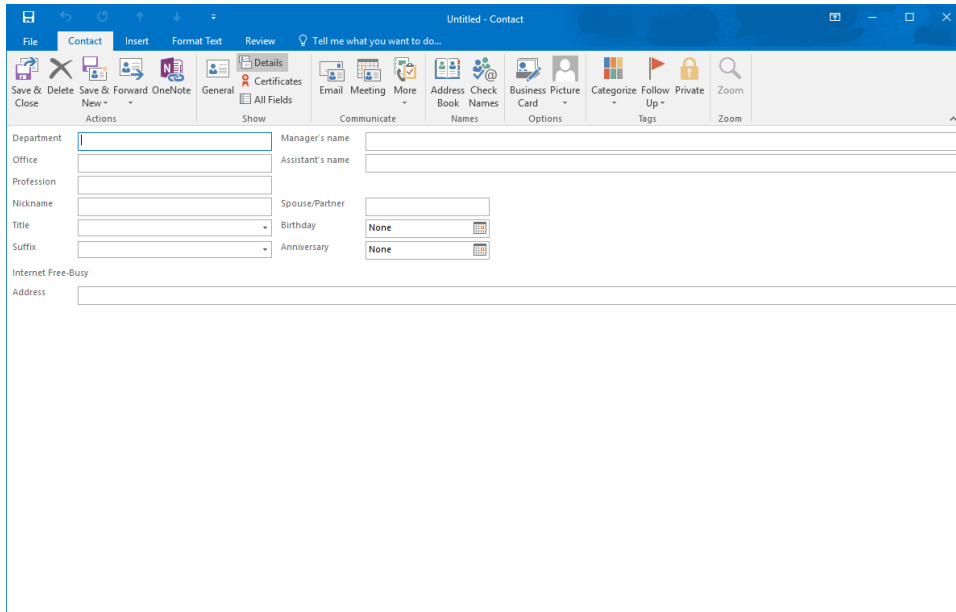 Untitled - Contact
File Contact Insert Format Text Review Tell me what you want to do...
Save & Close Delete Save & New Forward OneNote General Details Certificates All Fields Email Meeting More Address Book Check Names Business Card Picture Categorize Follow Up Private Zoom
Actions Show Communicate Names Options Tags Zoom
Department Manager's name
Office Assistant's name
Profession
Nickname Spouse/Partner
Title Birthday None
Suffix Anniversary None
Internet Free-Busy
Address